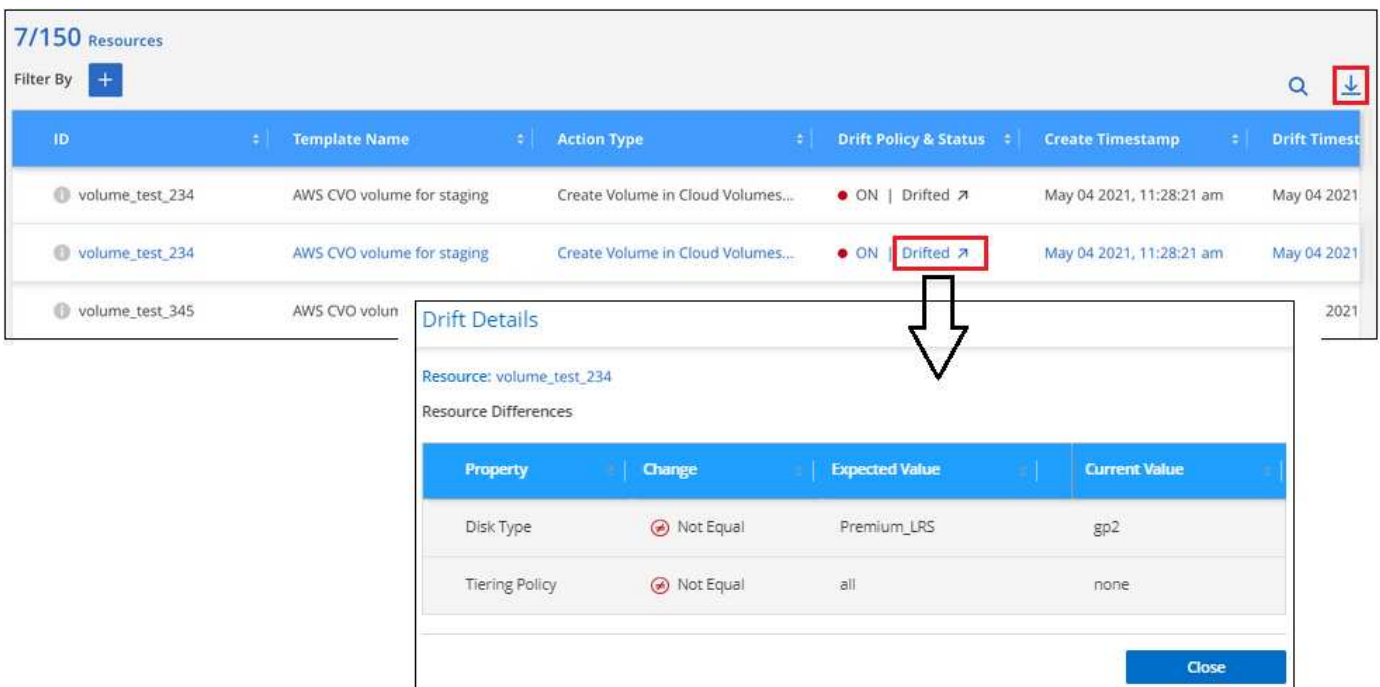 7/150 Resources
Filter By +
ID Template Name Action Type Drift Policy & Status Create Timestamp Drift Timest
volume_test_234 AWS CVO volume for staging Create Volume in Cloud Volumes... ON | Drifted May 04 2021, 11:28:21 am May 04 2021
volume_test_234 AWS CVO volume for staging Create Volume in Cloud Volumes... ON | Drifted May 04 2021, 11:28:21 am May 04 2021
volume_test_345 AWS CVO volum 2021
Drift Details
Resource: volume_test_234
Resource Differences
Property Change Expected Value Current Value
Disk Type Not Equal Premium_LRS gp2
Tiering Policy Not Equal all none
Close